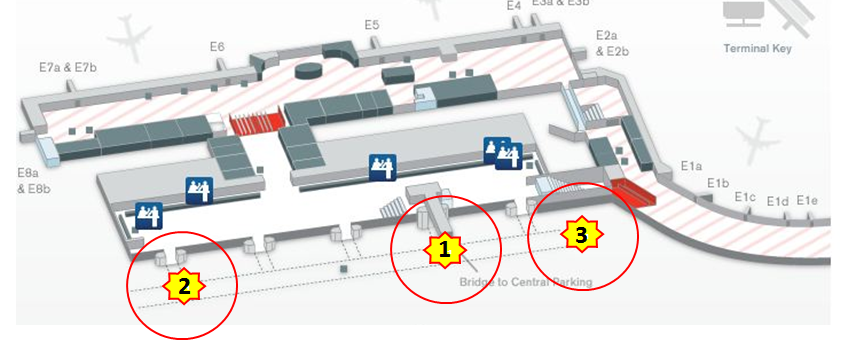 E4
E3a & E3b
E5
E6
E2a
& E2b
Terminal Key
E7a & E7b
E8a
& E8b
E1a
E1b
E1c
E1d
E1e
1
2
3
Bridge to Central Parking